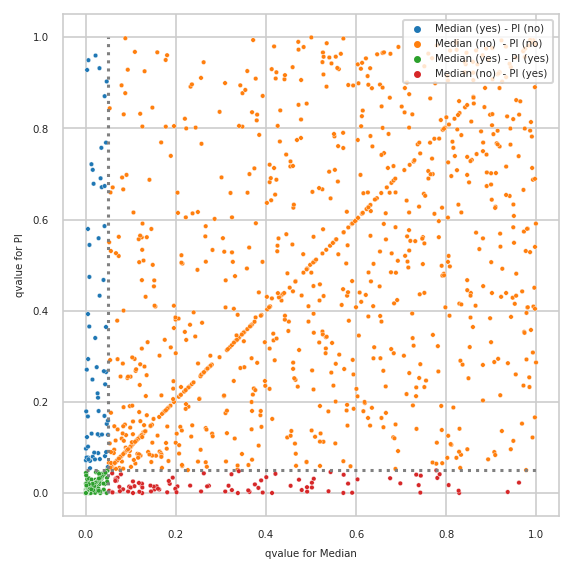 Median (yes) - PI (no)
Median (no)  - PI (no)
Median (yes) - PI (yes)
Median (no)  - PI (yes)
1.0
0.8
0.6
0.4
0.2
0.0
qvalue for PI
0.0 0.2 0.4 0.6 0.8 1.0
qvalue for Median